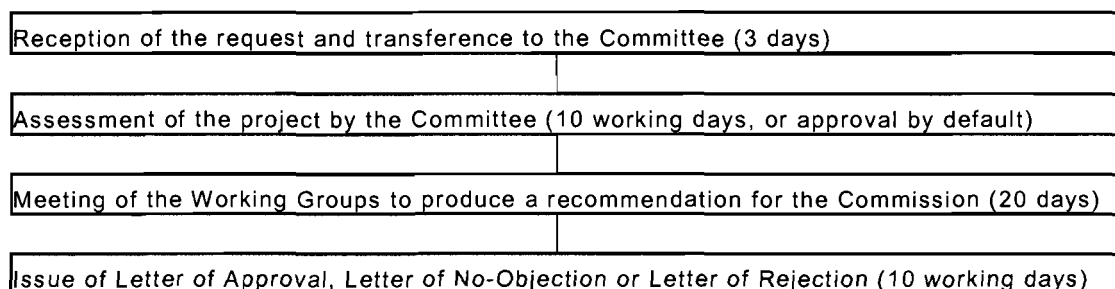 Reception of the request and transference to the Committee (3 days)
Assessment of the project by the Committee (10 working days, or approval by default)
Meeting of the Working Groups to produce a recommendation for the Commission (20 days)
Issue of Letter of Approval, Letter of No-Objection or Letter of Rejection (10 working days)